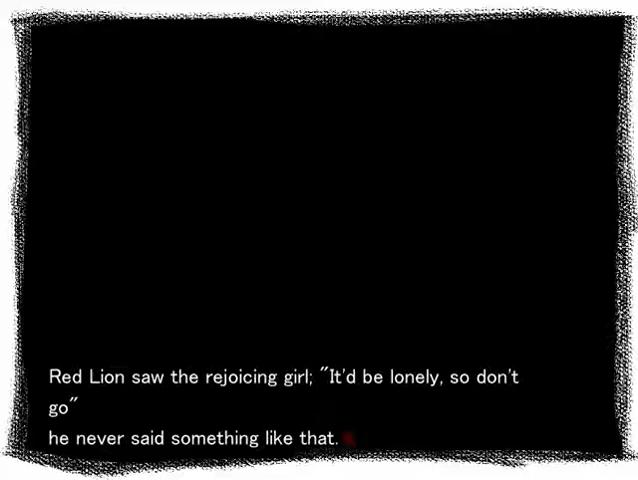 Red Lion saw the rejoicing girl; "It'd be lonely, so don't
go"
he never said something like that.